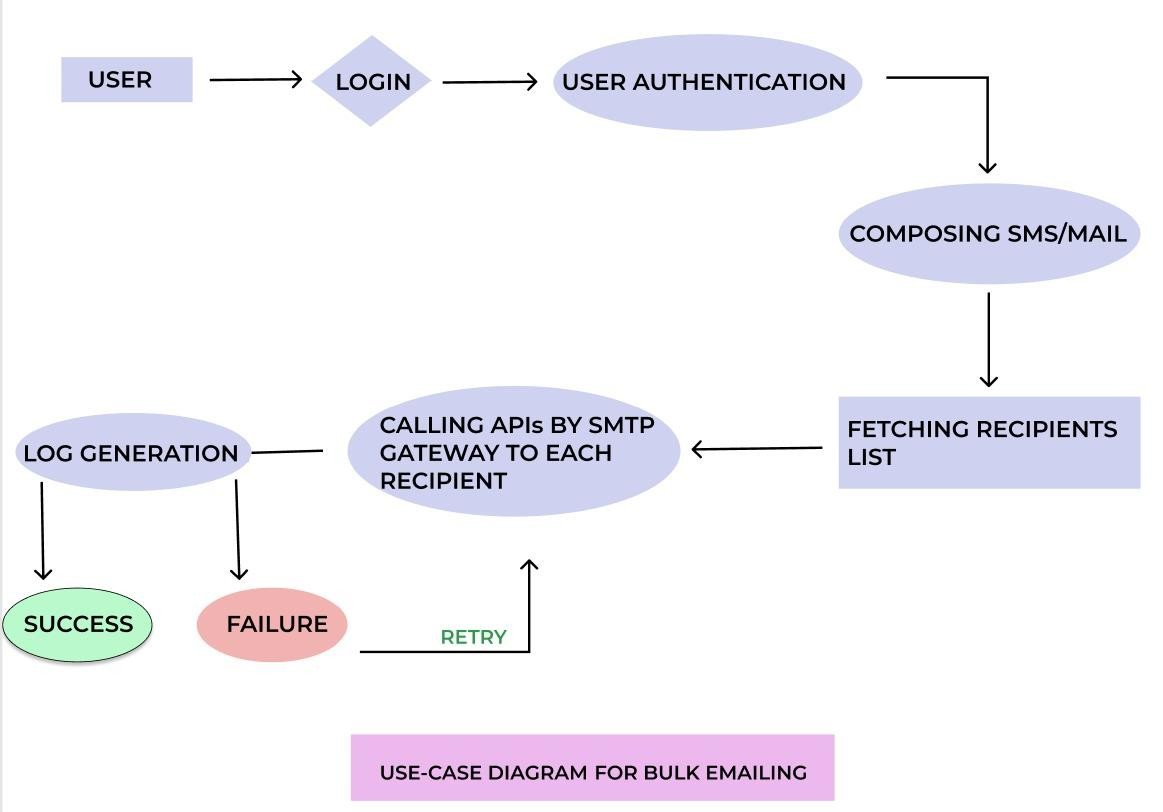 USER
LOGIN
USER AUTHENTICATION
COMPOSING SMS/MAIL
FETCHING RECIPIENTS
LIST
CALLING APIs BY SMTP
GATEWAY TO EACH
RECIPIENT
LOG GENERATION
SUCCESS
FAILURE
RETRY
USE-CASE DIAGRAM FOR BULK EMAILING